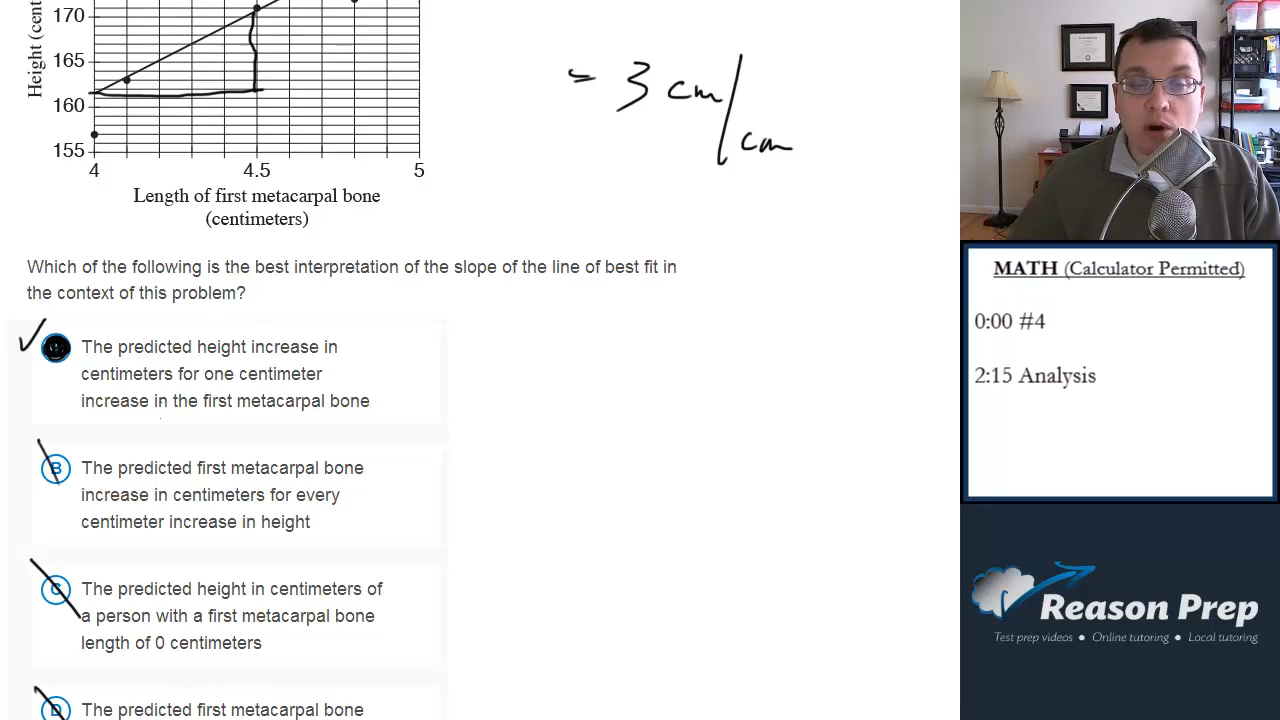 170
165
160
155
Height (cent
4
4.5
5
Length of first metacarpal bone
(centimeters)
= 3 cm/cm
Which of the following is the best interpretation of the slope of the line of best fit in
the context of this problem?
The predicted height increase in
centimeters for one centimeter
increase in the first metacarpal bone
B
The predicted first metacarpal bone
increase in centimeters for every
centimeter increase in height
C
The predicted height in centimeters of
a person with a first metacarpal bone
length of 0 centimeters
D
The predicted first metacarpal bone
MATH (Calculator Permitted)
0:00 #4
2:15 Analysis
Reason Prep
Test prep videos • Online tutoring • Local tutoring